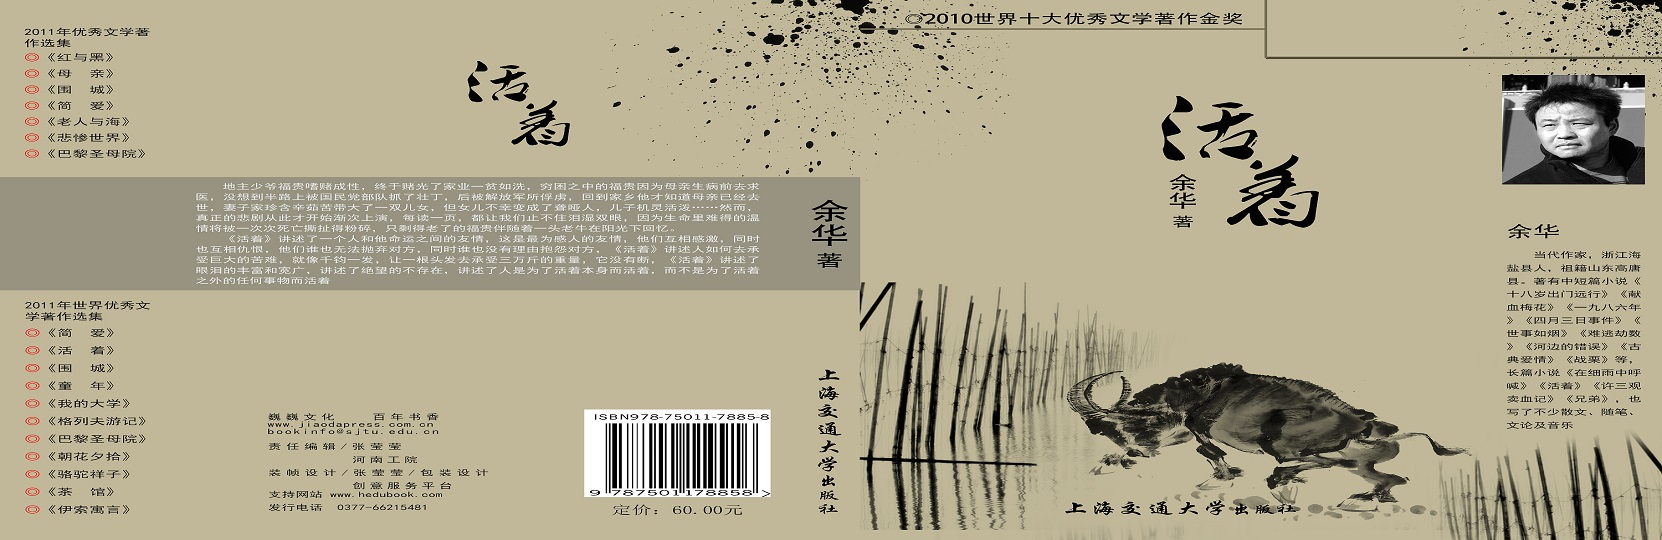 2011年优秀文学著
作选集
◎《红与黑》
◎《母 亲》
◎《围 城》
◎《简 爱》
◎《老人与海》
◎《悲惨世界》
◎《巴黎圣母院》
活着
地主少爷福贵嗜赌成性，终于赌光了家业一贫如洗，穷困之中的福贵因为母亲生病前去求
医，没想到半路上被国民党部队抓了壮丁，后被解放军所俘虏，回到家乡他才知道母亲已经去
世，妻子家珍含辛茹苦带大了一双儿女，但女儿不幸变成了聋哑人，儿子机灵活泼……然而，
真正的悲剧从此才开始渐次上演，每读一页，都让我们止不住泪湿双眼，因为生命里难得的温
情将被一次次死亡撕扯得粉碎，只剩得老了的福贵伴随着一头老牛在阳光下回忆。
《活着》讲述了一个人和他命运之间的友情，这是最为感人的友情，他们互相感激，同时
也互相仇恨，他们谁也无法抛弃对方，同时谁也没有理由抱怨对方，《活着》讲述人如何去承
受巨大的苦难，就像千钧一发，让一根头发去承受三万斤的重量，它没有断，《活着》讲述了
眼泪的丰富和宽广，讲述了绝望的不存在，讲述了人是为了活着本身而活着，而不是为了活着
之外的任何事物而活着
2011年世界优秀文
学著作选集
◎《简 爱》
◎《活 着》
◎《围 城》
◎《童 年》
◎《我的大学》
◎《格列夫游记》
◎《巴黎圣母院》
◎《朝花夕拾》
◎《骆驼祥子》
◎《茶 馆》
◎《伊索寓言》
巍巍文化 百年书香
www.jiaodapress.com.cn
bookinfo@sjtu.edu.cn
责任编辑/张莹莹
河南工院
装帧设计/张莹莹/包装设计
创意服务平台
支持网站 www.hedubook.com
发行电话 0377-66215481
ISBN978-75011-7885-8
9 787501 178858 >
定价：60.00元
余华 著
上海交通大学出版社
◎2010世界十大优秀文学著作金奖
活着
余华 著
上海交通大学出版社
余华
当代作家，浙江海
盐县人，祖籍山东高唐
县。著有中短篇小说《
十八岁出门远行》《献
血梅花》《一九八六年
》《四月三日事件》《
世事如烟》《难逃劫数
》《河边的错误》《古
典爱情》《战栗》等，
长篇小说《在细雨中呼
喊》《活着》《许三观
卖血记》《兄弟》，也
写了不少散文、随笔、
文论及音乐